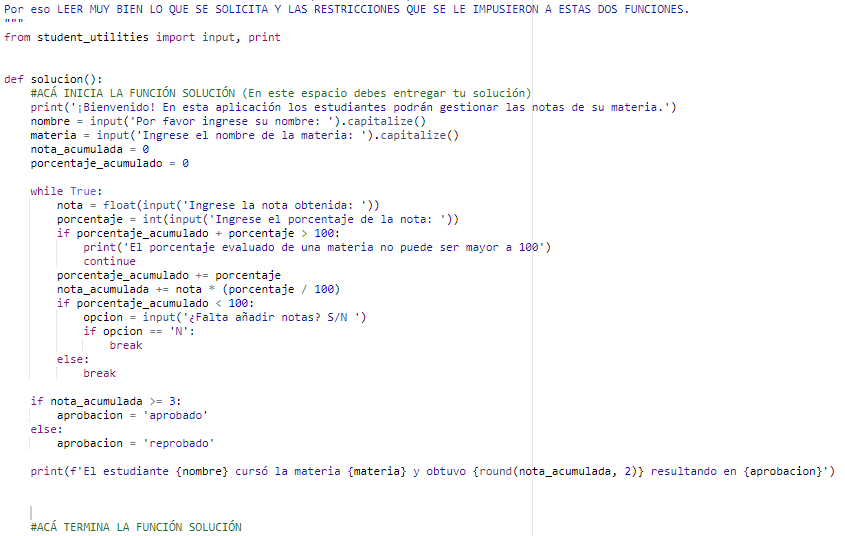 Por eso LEER MUY BIEN LO QUE SE SOLICITA Y LAS RESTRICCIONES QUE SE LE IMPUSIERON A ESTAS DOS FUNCIONES.
"""
from student_utilities import input, print


def solucion():
    #ACÁ INICIA LA FUNCIÓN SOLUCIÓN (En este espacio debes entregar tu solución)
    print('¡Bienvenido! En esta aplicación los estudiantes podrán gestionar las notas de su materia.')
    nombre = input('Por favor ingrese su nombre: ').capitalize()
    materia = input('Ingrese el nombre de la materia: ').capitalize()
    nota_acumulada = 0
    porcentaje_acumulado = 0

    while True:
        nota = float(input('Ingrese la nota obtenida: '))
        porcentaje = int(input('Ingrese el porcentaje de la nota: '))
        if porcentaje_acumulado + porcentaje > 100:
            print('El porcentaje evaluado de una materia no puede ser mayor a 100')
            continue
        porcentaje_acumulado += porcentaje
        nota_acumulada += nota * (porcentaje / 100)
        if porcentaje_acumulado < 100:
            opcion = input('¿Falta añadir notas? S/N ')
            if opcion == 'N':
                break
        else:
            break

    if nota_acumulada >= 3:
        aprobacion = 'aprobado'
    else:
        aprobacion = 'reprobado'

    print(f'El estudiante {nombre} cursó la materia {materia} y obtuvo {round(nota_acumulada, 2)} resultando en {aprobacion}')


    #ACÁ TERMINA LA FUNCIÓN SOLUCIÓN